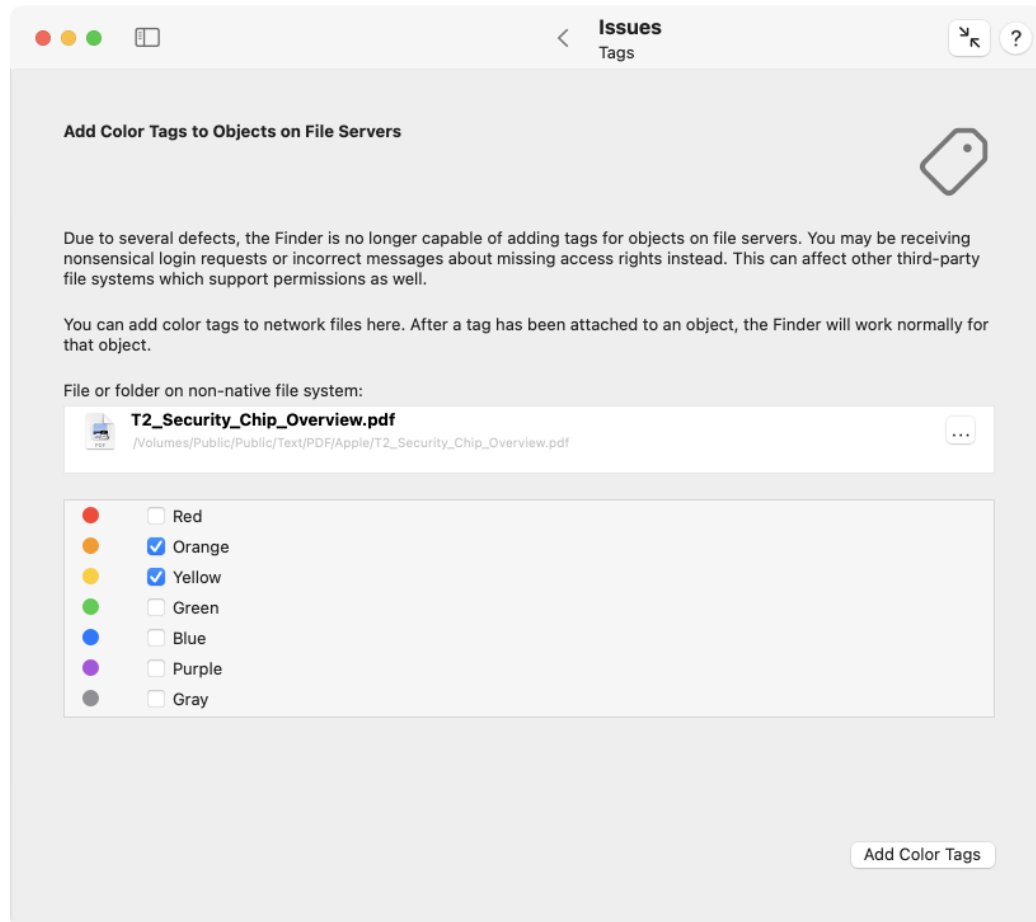 Issues
Tags
?
Add Color Tags to Objects on File Servers
Due to several defects, the Finder is no longer capable of adding tags for objects on file servers. You may be receiving
nonsensical login requests or incorrect messages about missing access rights instead. This can affect other third-party
file systems which support permissions as well.
You can add color tags to network files here. After a tag has been attached to an object, the Finder will work normally for
that object.
File or folder on non-native file system:
T2_Security_Chip_Overview.pdf
PDF
/Volumes/Public/Public/Text/PDF/Apple/T2_Security_Chip_Overview.pdf
...
Red
Orange
Yellow
Green
Blue
Purple
Gray
Add Color Tags